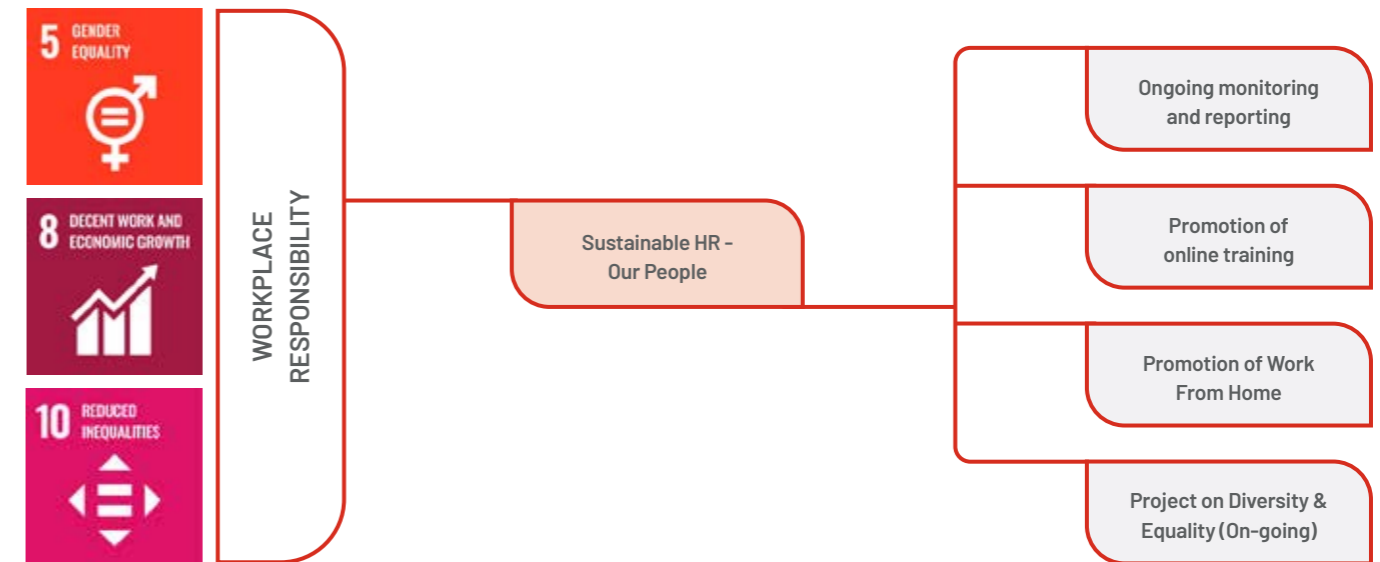 5 GENDER
EQUALITY
8 DECENT WORK AND
ECONOMIC GROWTH
10 REDUCED
INEQUALITIES
WORKPLACE
RESPONSIBILITY
Sustainable HR -
Our People
Ongoing monitoring
and reporting
Promotion of
online training
Promotion of Work
From Home
Project on Diversity &
Equality (On-going)